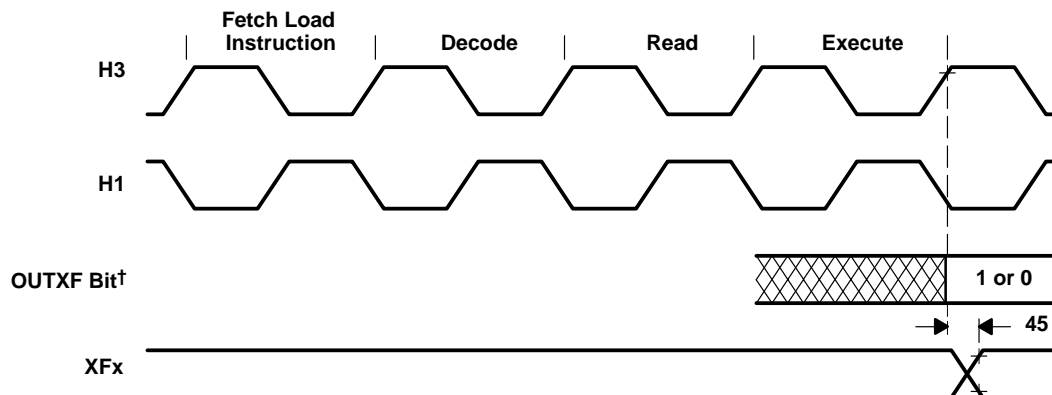 Fetch Load
Instruction
Decode
Read
Execute
H3
H1
OUTXF Bit†
1 or 0
45
XFx